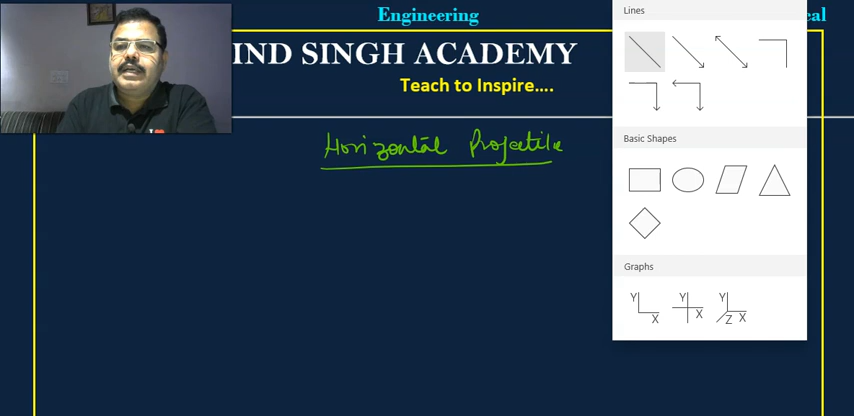 Engineering
IND SINGH ACADEMY
Teach to Inspire....
Horizontal Projectile
Lines
Basic Shapes
Graphs
Y Y Y
X X Z X